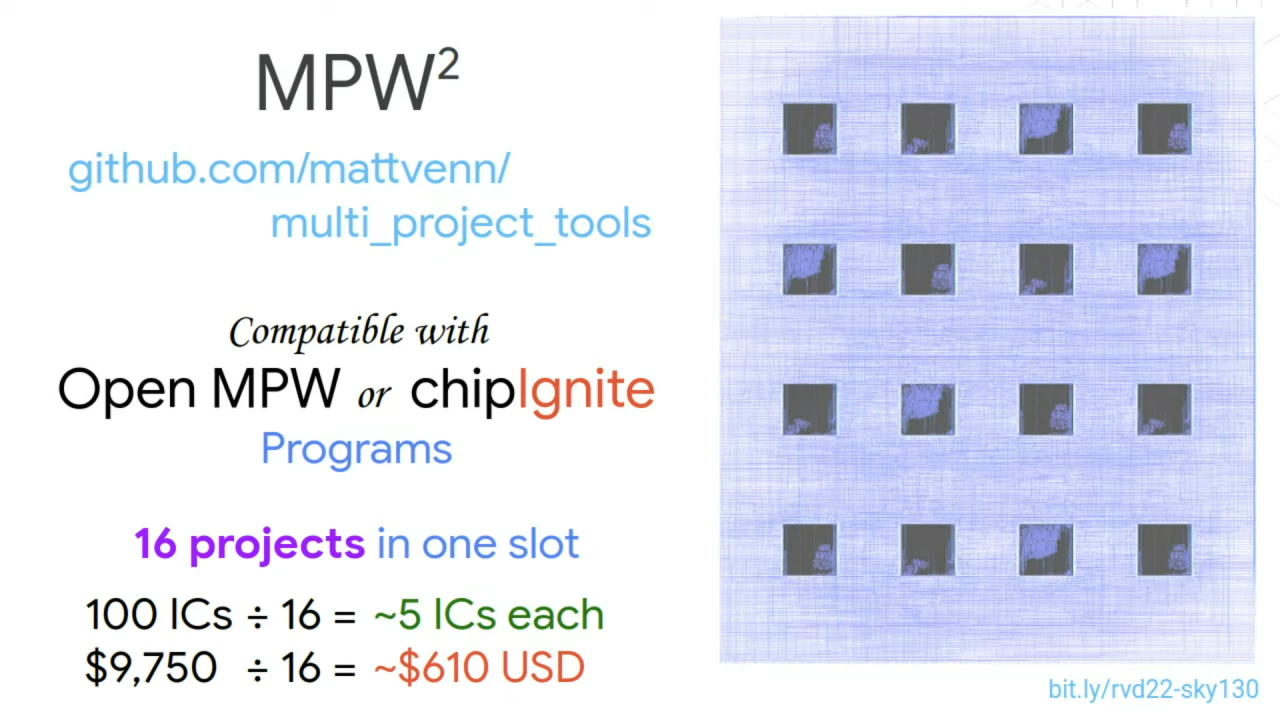 MPW²
github.com/mattvenn/
multi_project_tools
Compatible with
Open MPW or chipIgnite
Programs
16 projects in one slot
100 ICs ÷ 16 = ~5 ICs each
$9,750 ÷ 16 = ~$610 USD
bit.ly/rvd22-sky130